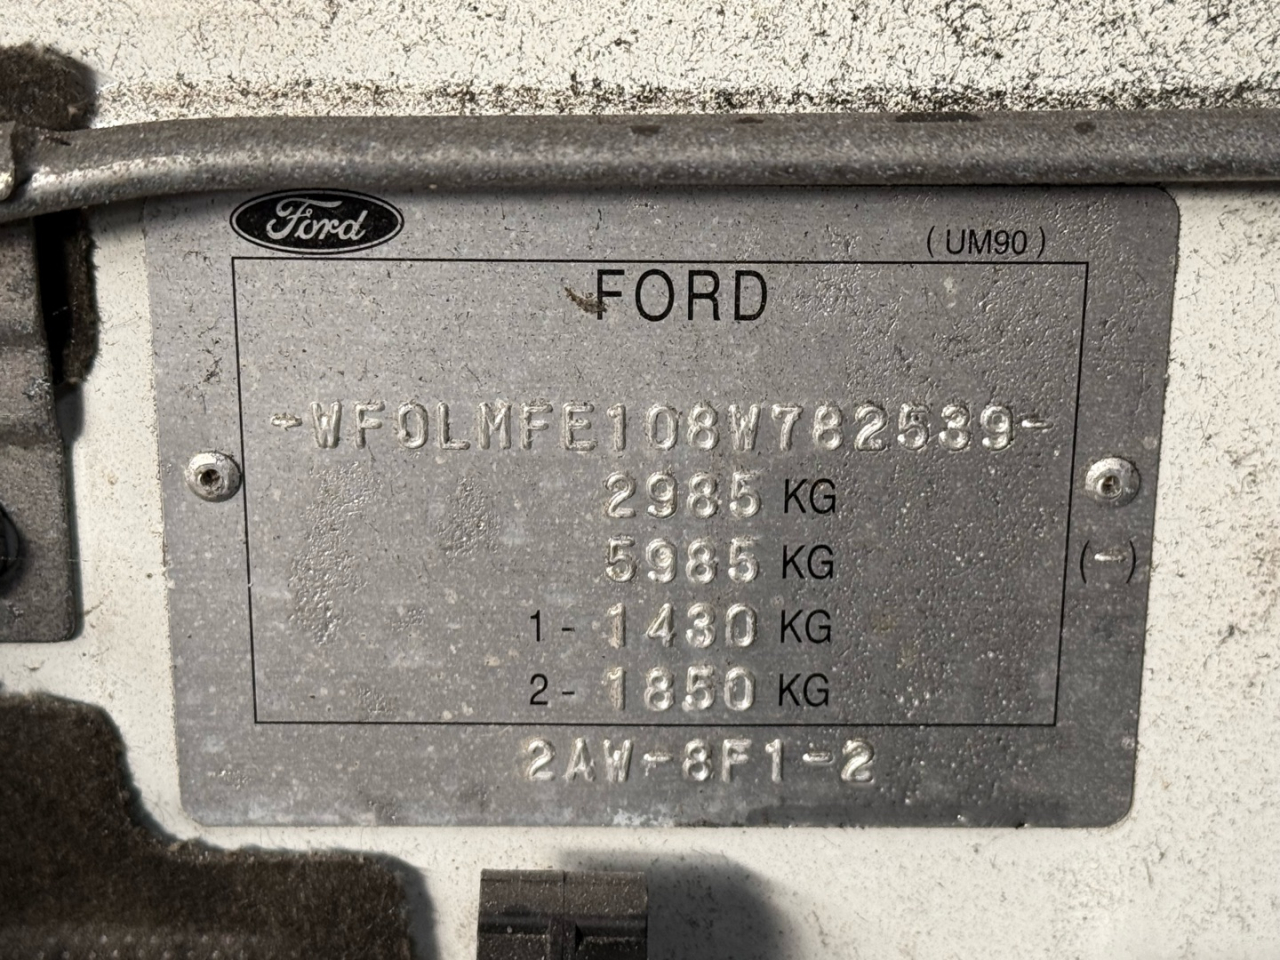 Ford
(UM90)
FORD
-WF0LMFE108W782539-
2985 KG
5985 KG (-)
1- 1430 KG
2- 1850 KG
2AW-8F1-2